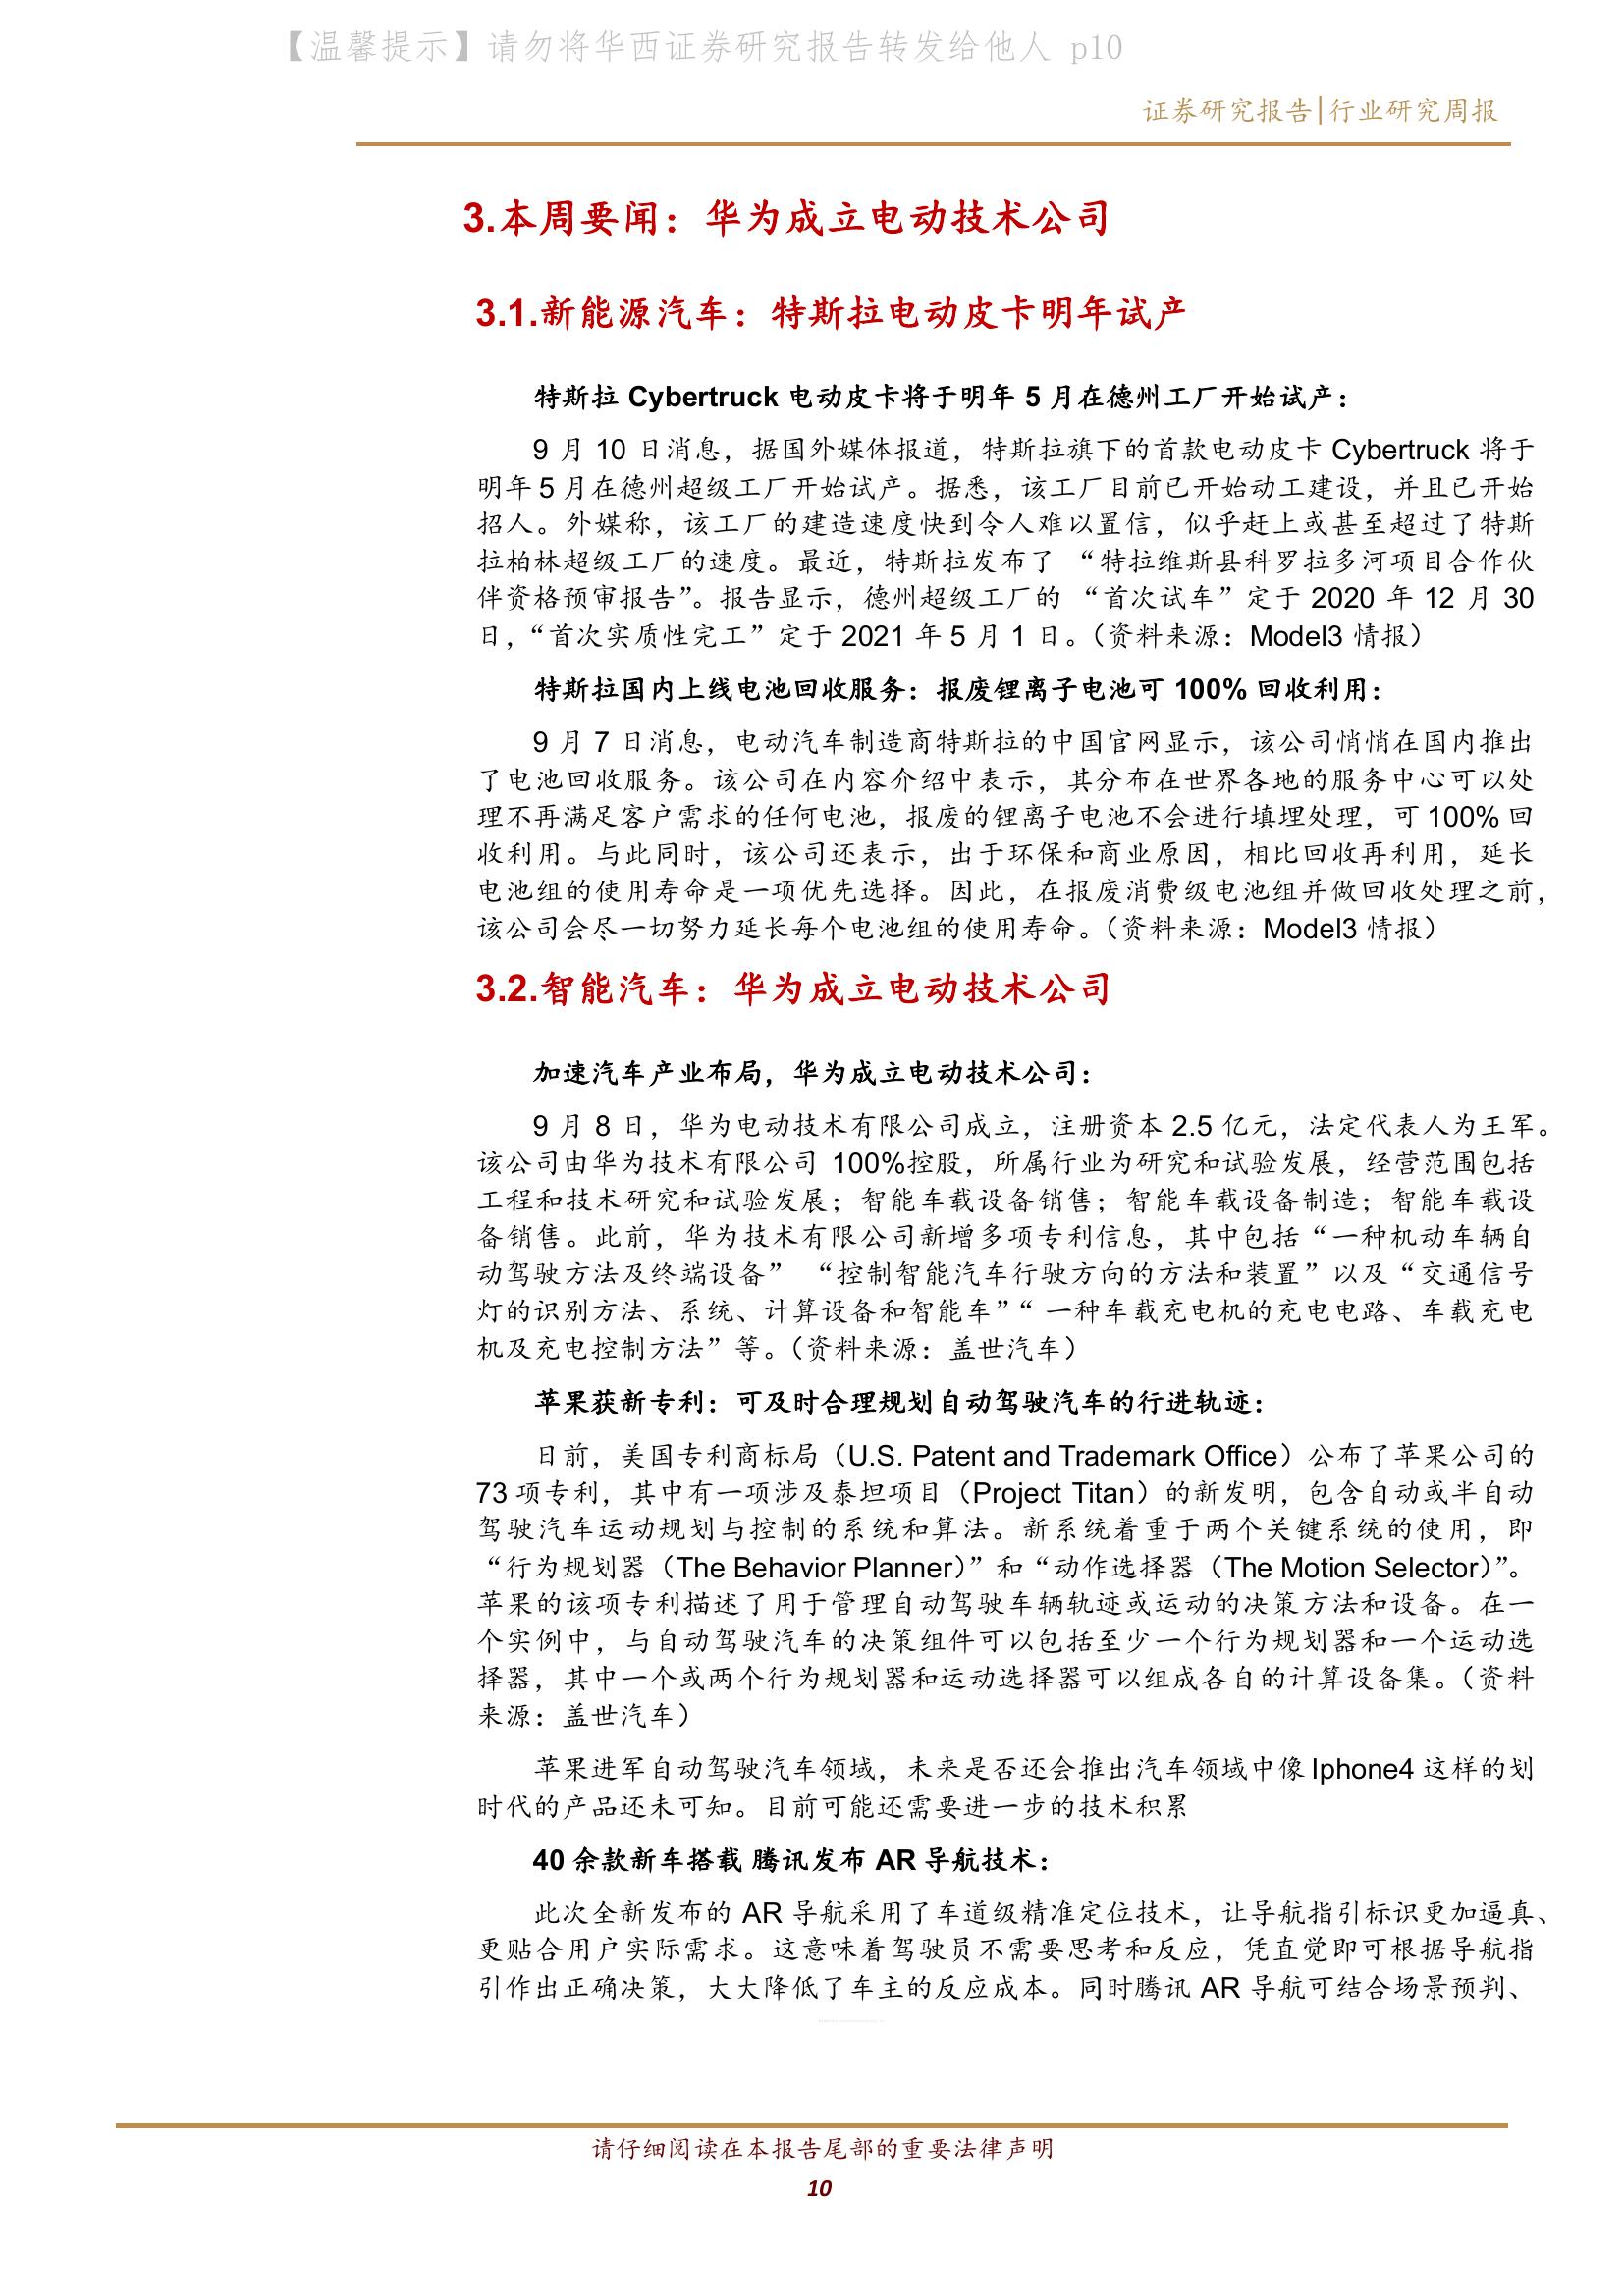 【温馨提示】请勿将华西证券研究报告转发给他人 p10
证券研究报告|行业研究周报
3.本周要闻：华为成立电动技术公司
3.1.新能源汽车：特斯拉电动皮卡明年试产
特斯拉 Cybertruck 电动皮卡将于明年 5 月在德州工厂开始试产：
9 月 10 日消息，据国外媒体报道，特斯拉旗下的首款电动皮卡 Cybertruck 将于
明年 5 月在德州超级工厂开始试产。据悉，该工厂目前已开始动工建设，并且已开始
招人。外媒称，该工厂的建造速度快到令人难以置信，似乎赶上或甚至超过了特斯
拉柏林超级工厂的速度。最近，特斯拉发布了 “特拉维斯县科罗拉多河项目合作伙
伴资格预审报告”。报告显示，德州超级工厂的 “首次试车”定于 2020 年 12 月 30
日，“首次实质性完工”定于 2021 年 5 月 1 日。（资料来源：Model3 情报）
特斯拉国内上线电池回收服务：报废锂离子电池可 100% 回收利用：
9 月 7 日消息，电动汽车制造商特斯拉的中国官网显示，该公司悄悄在国内推出
了电池回收服务。该公司在内容介绍中表示，其分布在世界各地的服务中心可以处
理不再满足客户需求的任何电池，报废的锂离子电池不会进行填埋处理，可 100% 回
收利用。与此同时，该公司还表示，出于环保和商业原因，相比回收再利用，延长
电池组的使用寿命是一项优先选择。因此，在报废消费级电池组并做回收处理之前，
该公司会尽一切努力延长每个电池组的使用寿命。（资料来源：Model3 情报）
3.2.智能汽车：华为成立电动技术公司
加速汽车产业布局，华为成立电动技术公司：
9 月 8 日，华为电动技术有限公司成立，注册资本 2.5 亿元，法定代表人为王军。
该公司由华为技术有限公司 100%控股，所属行业为研究和试验发展，经营范围包括
工程和技术研究和试验发展；智能车载设备销售；智能车载设备制造；智能车载设
备销售。此前，华为技术有限公司新增多项专利信息，其中包括“一种机动车辆自
动驾驶方法及终端设备” “控制智能汽车行驶方向的方法和装置”以及“交通信号
灯的识别方法、系统、计算设备和智能车”“ 一种车载充电机的充电电路、车载充电
机及充电控制方法”等。（资料来源：盖世汽车）
苹果获新专利：可及时合理规划自动驾驶汽车的行进轨迹：
日前，美国专利商标局（U.S. Patent and Trademark Office）公布了苹果公司的
73 项专利，其中有一项涉及泰坦项目（Project Titan）的新发明，包含自动或半自动
驾驶汽车运动规划与控制的系统和算法。新系统着重于两个关键系统的使用，即
“行为规划器（The Behavior Planner）”和“动作选择器（The Motion Selector）”。
苹果的该项专利描述了用于管理自动驾驶车辆轨迹或运动的决策方法和设备。在一
个实例中，与自动驾驶汽车的决策组件可以包括至少一个行为规划器和一个运动选
择器，其中一个或两个行为规划器和运动选择器可以组成各自的计算设备集。（资料
来源：盖世汽车）
苹果进军自动驾驶汽车领域，未来是否还会推出汽车领域中像 Iphone4 这样的划
时代的产品还未可知。目前可能还需要进一步的技术积累
40 余款新车搭载 腾讯发布 AR 导航技术：
此次全新发布的 AR 导航采用了车道级精准定位技术，让导航指引标识更加逼真、
更贴合用户实际需求。这意味着驾驶员不需要思考和反应，凭直觉即可根据导航指
引作出正确决策，大大降低了车主的反应成本。同时腾讯 AR 导航可结合场景预判、
请仔细阅读在本报告尾部的重要法律声明
10